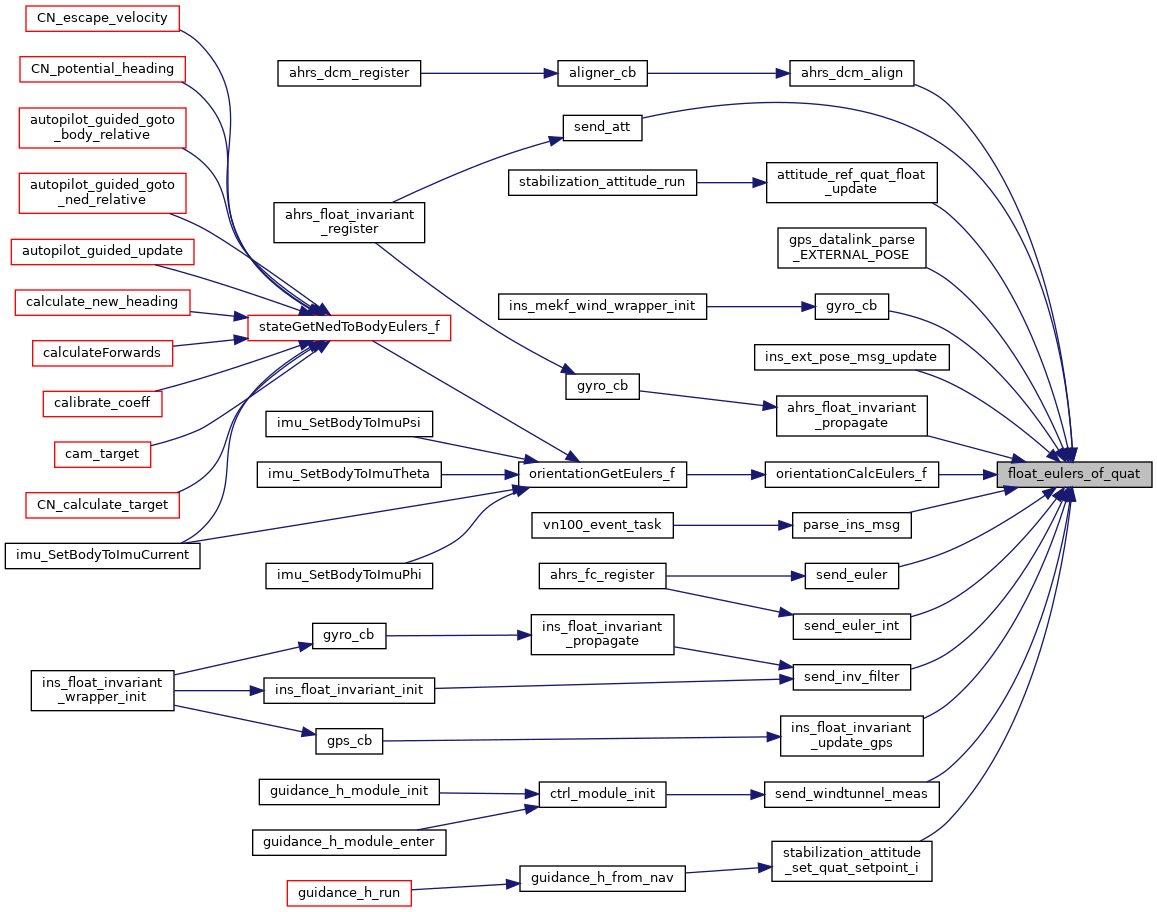 CN_escape_velocity
CN_potential_heading
autopilot_guided_goto
_body_relative
autopilot_guided_goto
_ned_relative
autopilot_guided_update
calculate_new_heading
calculateForwards
calibrate_coeff
cam_target
CN_calculate_target
imu_SetBodyToImuCurrent
ins_float_invariant
_wrapper_init
stateGetNedToBodyEulers_f
ahrs_dcm_register
ahrs_float_invariant
_register
imu_SetBodyToImuPsi
imu_SetBodyToImuTheta
imu_SetBodyToImuPhi
gyro_cb
ins_float_invariant_init
gps_cb
guidance_h_module_init
guidance_h_module_enter
guidance_h_run
aligner_cb
send_att
stabilization_attitude_run
ins_mekf_wind_wrapper_init
gyro_cb
orientationGetEulers_f
vn100_event_task
ahrs_fc_register
ins_float_invariant
_propagate
ctrl_module_init
guidance_h_from_nav
ahrs_dcm_align
attitude_ref_quat_float
_update
gps_datalink_parse
_EXTERNAL_POSE
gyro_cb
ins_ext_pose_msg_update
ahrs_float_invariant
_propagate
orientationCalcEulers_f
parse_ins_msg
send_euler
send_euler_int
send_inv_filter
ins_float_invariant
_update_gps
send_windtunnel_meas
stabilization_attitude
_set_quat_setpoint_i
float_eulers_of_quat